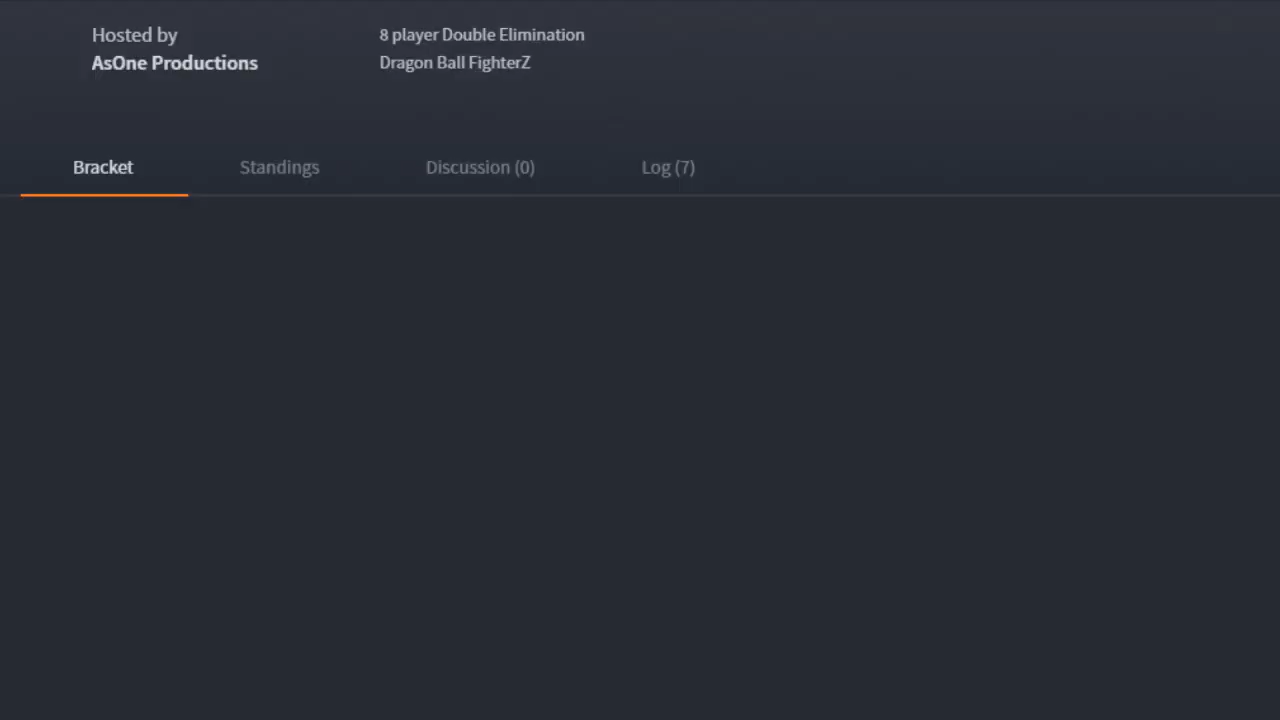 Hosted by
AsOne Productions
8 player Double Elimination
Dragon Ball FighterZ
Bracket
Standings
Discussion (0)
Log (7)